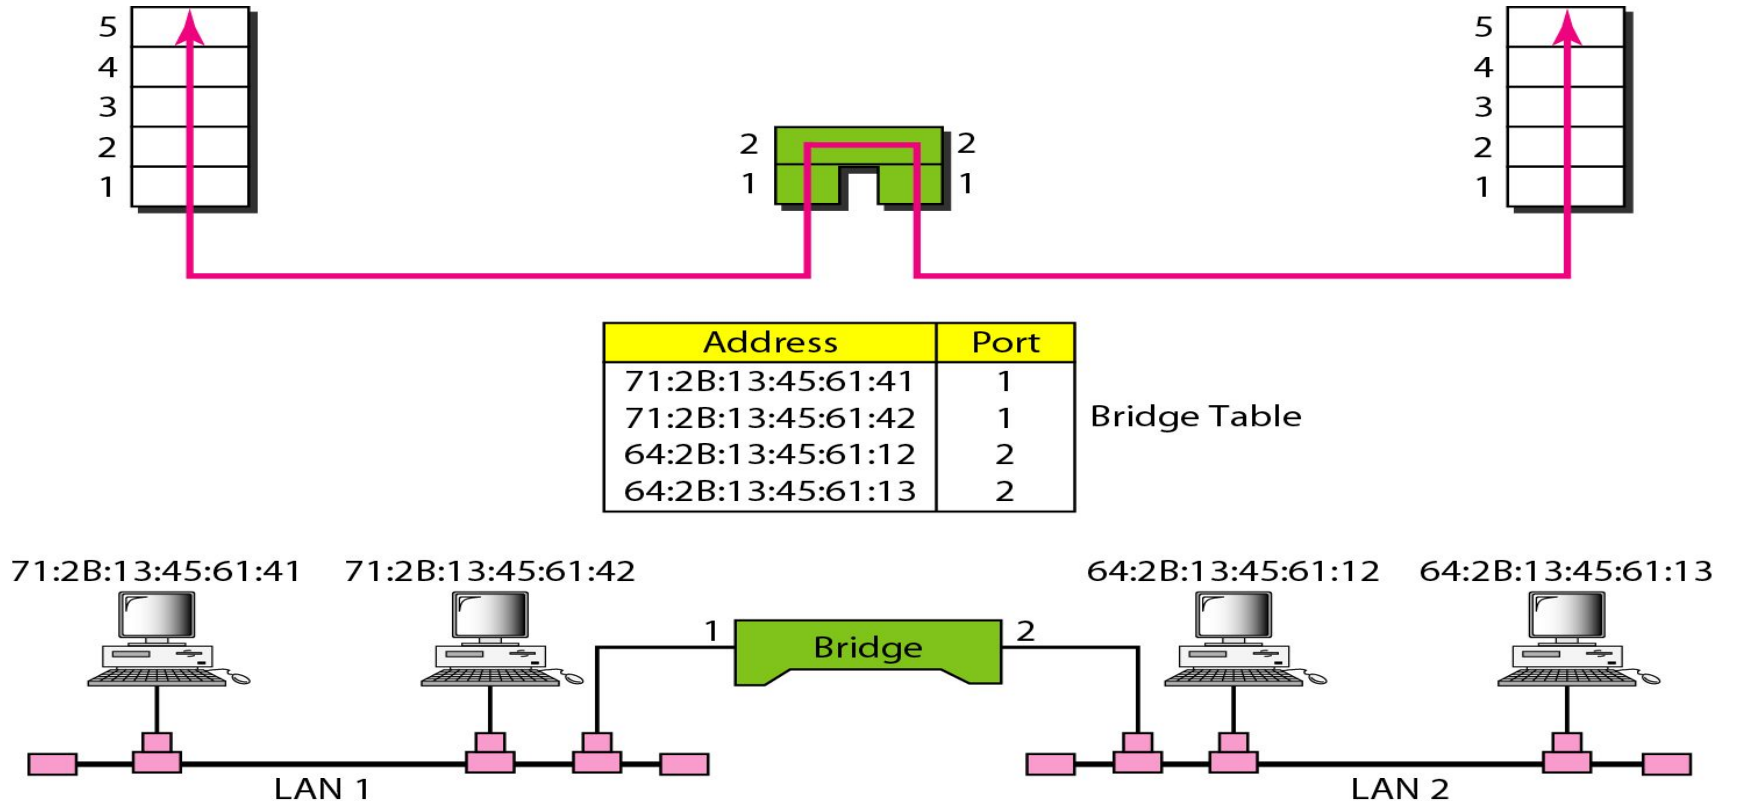 5 5
4 4
3 3
2 2 2 2
1 1 1 1
Address Port
71:2B:13:45:61:41 1
71:2B:13:45:61:42 1
Bridge Table
64:2B:13:45:61:12 2
64:2B:13:45:61:13 2
71:2B:13:45:61:41 71:2B:13:45:61:42 64:2B:13:45:61:12 64:2B:13:45:61:13
1 Bridge 2
LAN 1 LAN 2